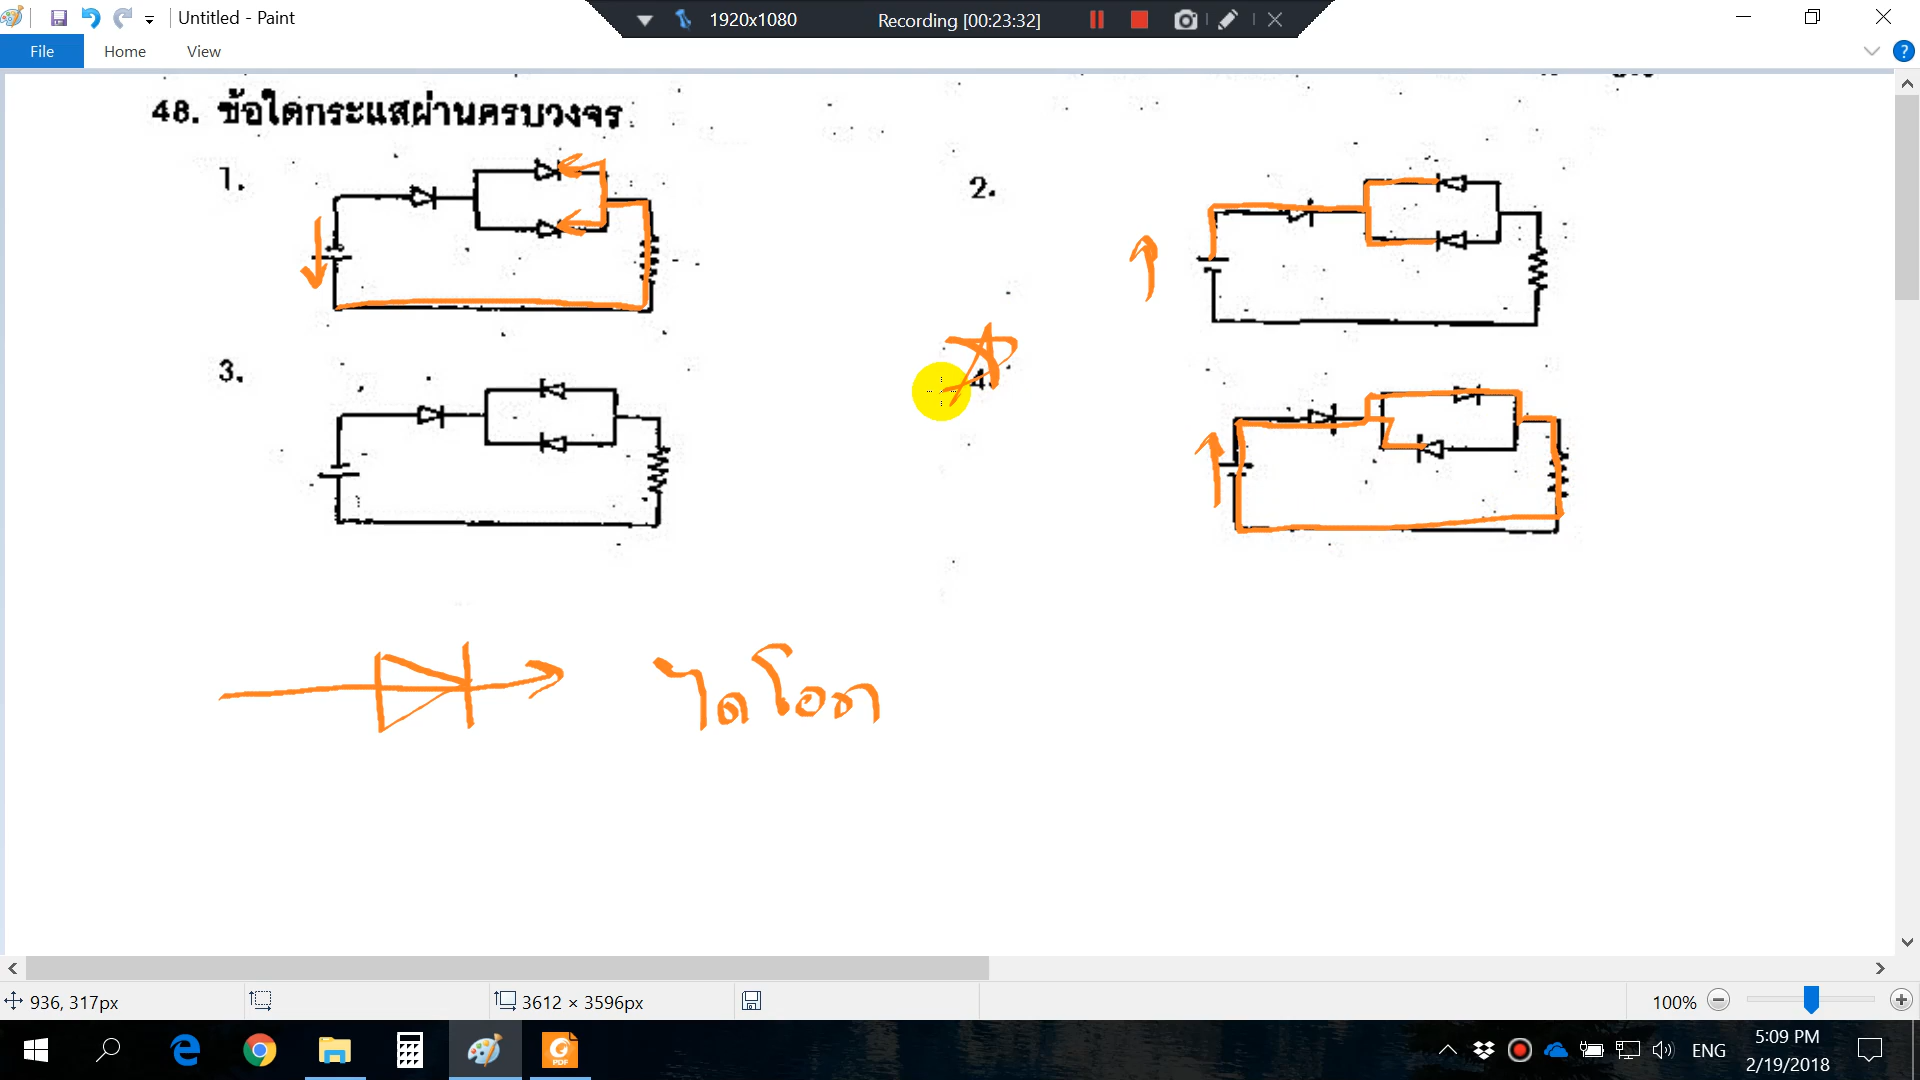 Untitled - Paint
1920x1080
Recording [00:23:32]
File
Home
View
48. ข้อใดกระแสผ่านครบวงจร
1.
2.
3.
4.
ไดโอด
936, 317px
3612 × 3596px
100%
PDF
ENG
5:09 PM
2/19/2018